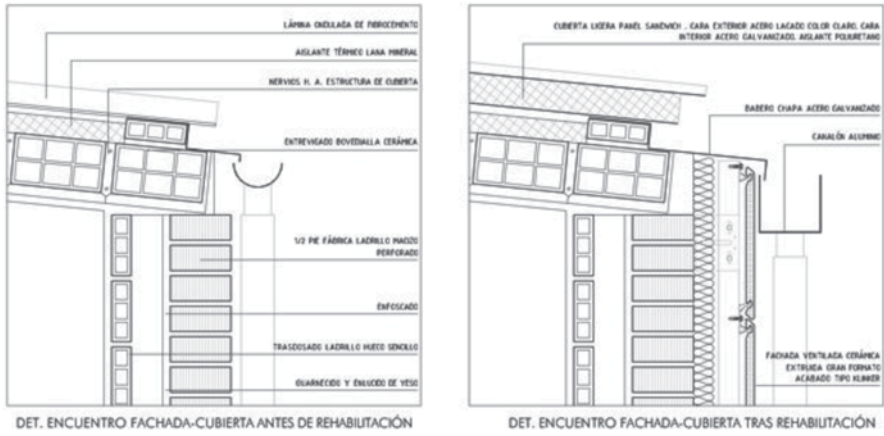 LÁMINA ONDULADA DE FIBROCEMENTO
AISLANTE TÉRMICO LANA MINERAL
NERVIOS H. A. ESTRUCTURA DE CUBIERTA
ENTREVIGADO BOVEDIALLA CERÁMICA
1/2 PIE FÁBRICA LADRILLO MACIZO
PERFORADO
ENFOSCADO
TRASDOSADO LADRILLO HUECO SENCILLO
GUARNECIDO Y ENLUCIDO DE YESO
DET. ENCUENTRO FACHADA-CUBIERTA ANTES DE REHABILITACIÓN
CUBIERTA LIGERA PANEL SANDWICH . CARA EXTERIOR ACERO LACADO COLOR CLARO. CARA
INTERIOR ACERO GALVANIZADO. AISLANTE POLIURETANO
BABERO CHAPA ACERO GALVANIZADO
CANALÓN ALUMINIO
FACHADA VENTILADA CERÁMICA
EXTRUIDA GRAN FORMATO
ACABADO TIPO KLINKER
DET. ENCUENTRO FACHADA-CUBIERTA TRAS REHABILITACIÓN